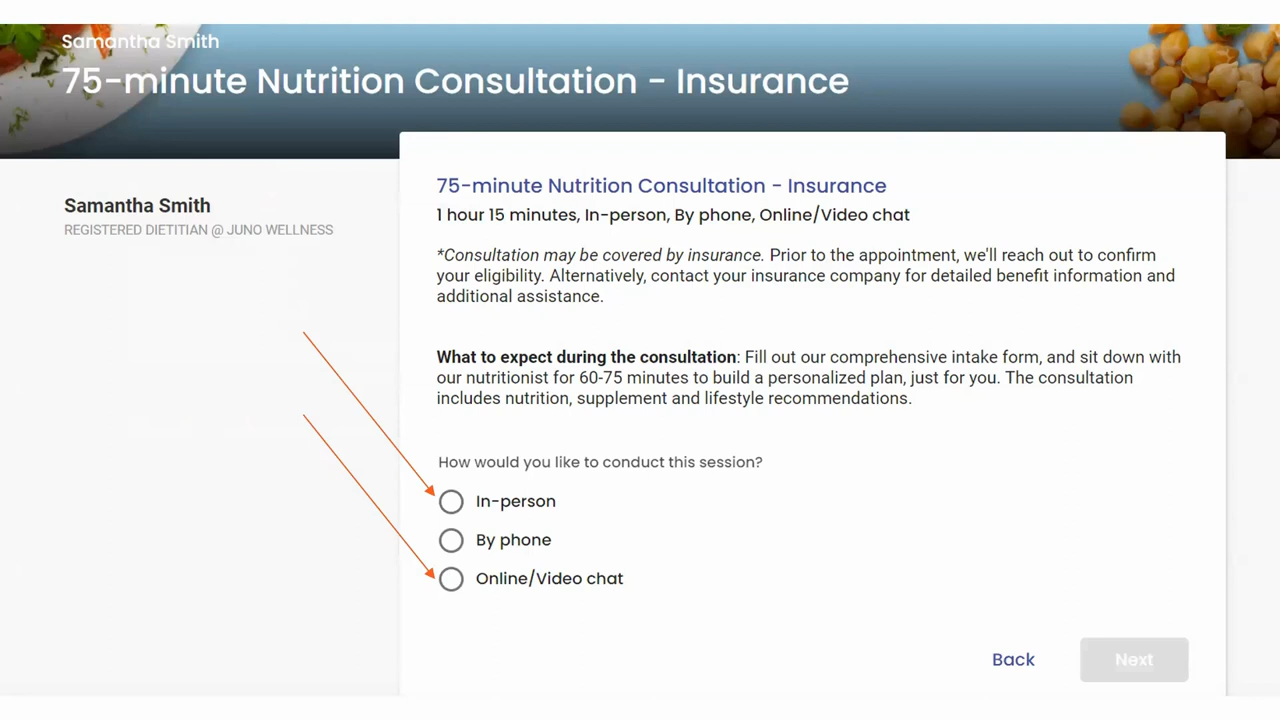 Samantha Smith
75-minute Nutrition Consultation - Insurance
Samantha Smith
REGISTERED DIETITIAN @ JUNO WELLNESS
75-minute Nutrition Consultation - Insurance
1 hour 15 minutes, In-person, By phone, Online/Video chat
*Consultation may be covered by insurance. Prior to the appointment, we'll reach out to confirm
your eligibility. Alternatively, contact your insurance company for detailed benefit information and
additional assistance.
What to expect during the consultation: Fill out our comprehensive intake form, and sit down with
our nutritionist for 60-75 minutes to build a personalized plan, just for you. The consultation
includes nutrition, supplement and lifestyle recommendations.
How would you like to conduct this session?
In-person
By phone
Online/Video chat
Back
Next